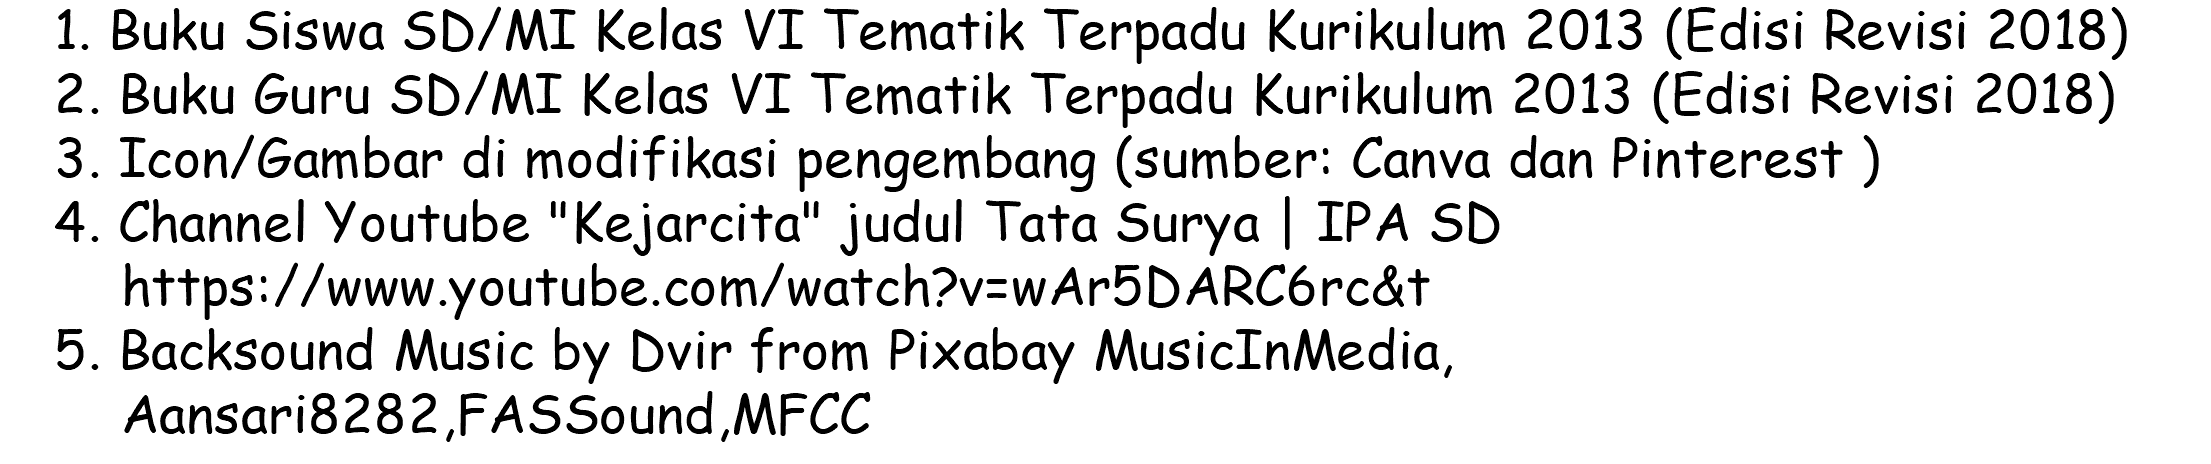 1. Buku Siswa SD/MI Kelas VI Tematik Terpadu Kurikulum 2013 (Edisi Revisi 2018)
2. Buku Guru SD/MI Kelas VI Tematik Terpadu Kurikulum 2013 (Edisi Revisi 2018)
3. Icon/Gambar di modifikasi pengembang (sumber: Canva dan Pinterest )
4. Channel Youtube "Kejarcita" judul Tata Surya | IPA SD
https://www.youtube.com/watch?v=wAr5DARC6rc&t
5. Backsound Music by Dvir from Pixabay MusicInMedia,
Aansari8282,FASSound,MFCC